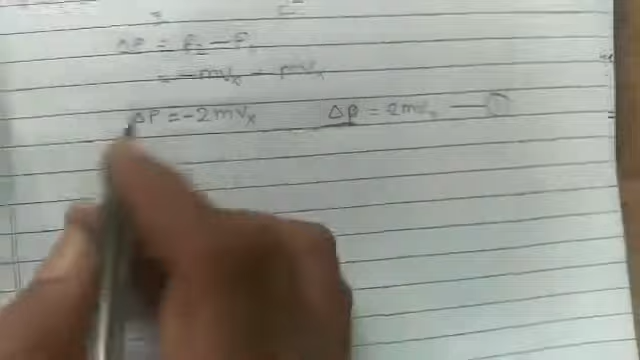 ΔP = P₂ − P₁
= −mvₓ − mvₓ
ΔP = −2mvₓ ΔP = 2mvₓ — ①